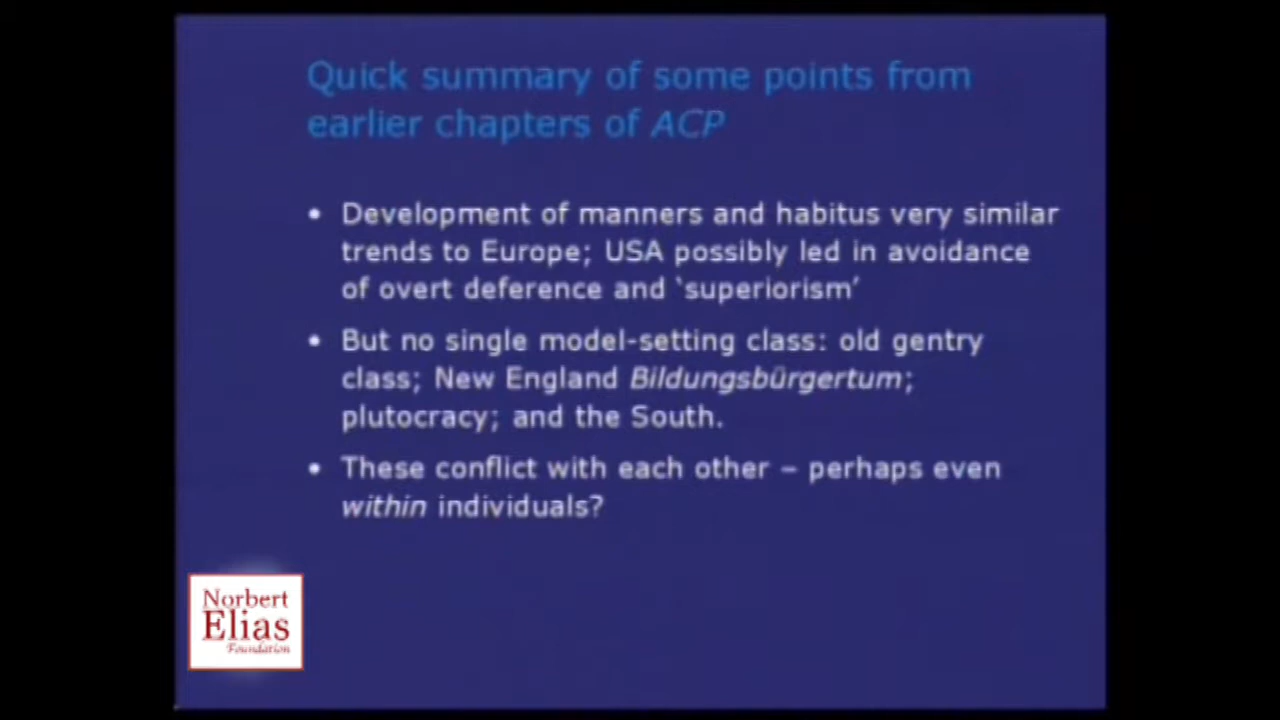 Quick summary of some points from
earlier chapters of ACP
• Development of manners and habitus very similar
trends to Europe; USA possibly led in avoidance
of overt deference and ‘superiorism’
• But no single model-setting class: old gentry
class; New England Bildungsbürgertum;
plutocracy; and the South.
• These conflict with each other – perhaps even
within individuals?
Norbert
Elias
Foundation